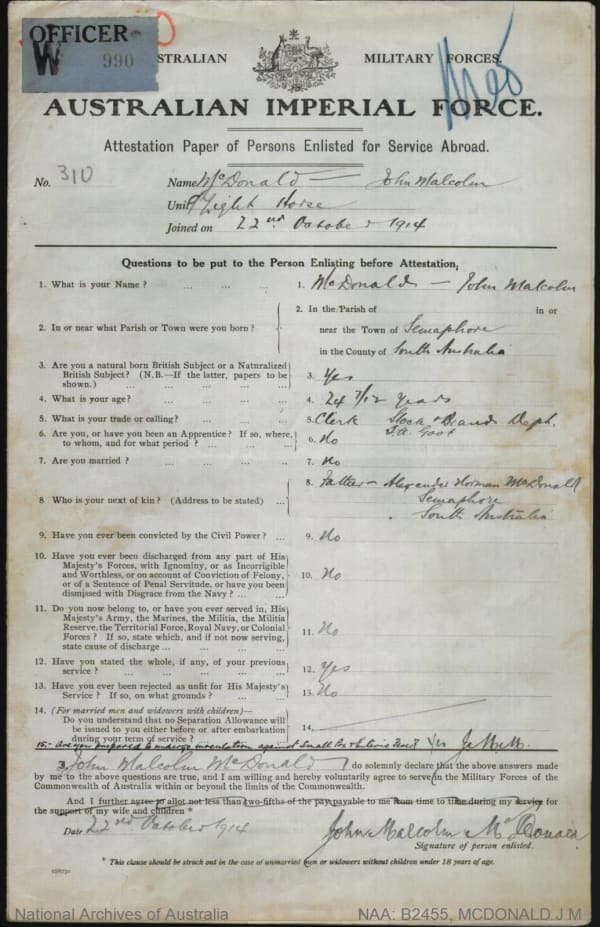 OFFICER
W 990
AUSTRALIAN MILITARY FORCES.
AUSTRALIAN IMPERIAL FORCE.
Attestation Paper of Persons Enlisted for Service Abroad.
No. 310 Name McDonald — John Malcolm
Unit 9 Light Horse
Joined on 22nd October 1914
Questions to be put to the Person Enlisting before Attestation.
1. What is your Name? ... ... ... 1. McDonald — John Malcolm
2. In or near what Parish or Town were you born? 2. In the Parish of in or
near the Town of Semaphore
in the County of South Australia
3. Are you a natural born British Subject or a Naturalized
British Subject? (N.B.—If the latter, papers to be
shown.) ... ... ... ... 3. Yes
4. What is your age? ... ... ... 4. 24 7/12 Years
5. What is your trade or calling? ... ... 5. Clerk Stock & Brands Dept.
S.A. Govt
6. Are you, or have you been an Apprentice? If so, where,
to whom, and for what period? ... ... ... 6. No
7. Are you married? ... ... ... ... 7. No
8 Who is your next of kin? (Address to be stated) ... 8. Father — Alexander Norman McDonald
Semaphore
South Australia
9. Have you ever been convicted by the Civil Power? ... 9. No
10. Have you ever been discharged from any part of His
Majesty's Forces, with Ignominy, or as Incorrigible
and Worthless, or on account of Conviction of Felony,
or of a Sentence of Penal Servitude, or have you been
dismissed with Disgrace from the Navy? ... ... 10. No
11. Do you now belong to, or have you ever served in, His
Majesty's Army, the Marines, the Militia, the Militia
Reserve, the Territorial Force, Royal Navy, or Colonial
Forces? If so, state which, and if not now serving,
state cause of discharge ... ... ... 11. No
12. Have you stated the whole, if any, of your previous
service? ... ... ... ... 12. Yes
13. Have you ever been rejected as unfit for His Majesty's
Service? If so, on what grounds? ... ... 13. No
14. (For married men and widowers with children)—
Do you understand that no Separation Allowance will
be issued to you either before or after embarkation
during your term of service? ... ... 14.
15. Are you prepared to undergo inoculation against Small Pox & Enteric Fever? Yes
I, John Malcolm McDonald do solemnly declare that the above answers made
by me to the above questions are true, and I am willing and hereby voluntarily agree to serve in the Military Forces of the
Commonwealth of Australia within or beyond the limits of the Commonwealth.
And I further agree to allot not less than two-fifths of the pay payable to me from time to time during my service for
the support of my wife and children*
Date 22nd October 1914 John Malcolm McDonald
Signature of person enlisted.
* This clause should be struck out in the case of unmarried men or widowers without children under 18 years of age.
National Archives of Australia NAA: B2455, MCDONALD J M